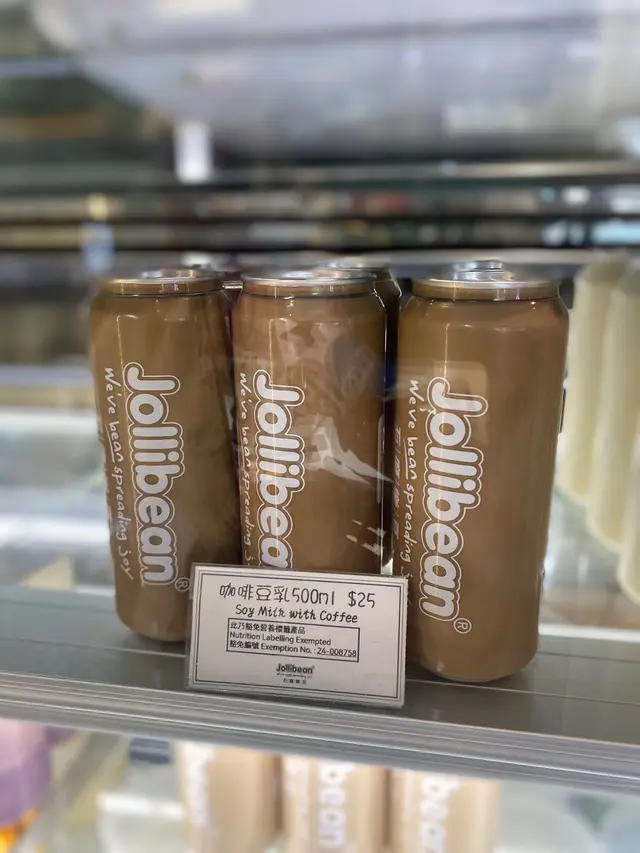 Jollibean
We've bean spreading joy
Jollibean
We've bean spreading
Jollibean®
We've bean spreading joy
咖啡豆乳500ml $25
Soy Milk with Coffee
此乃豁免營養標籤產品
Nutrition Labelling Exempted
豁免編號 Exemption No.: 24-008758
Jollibean